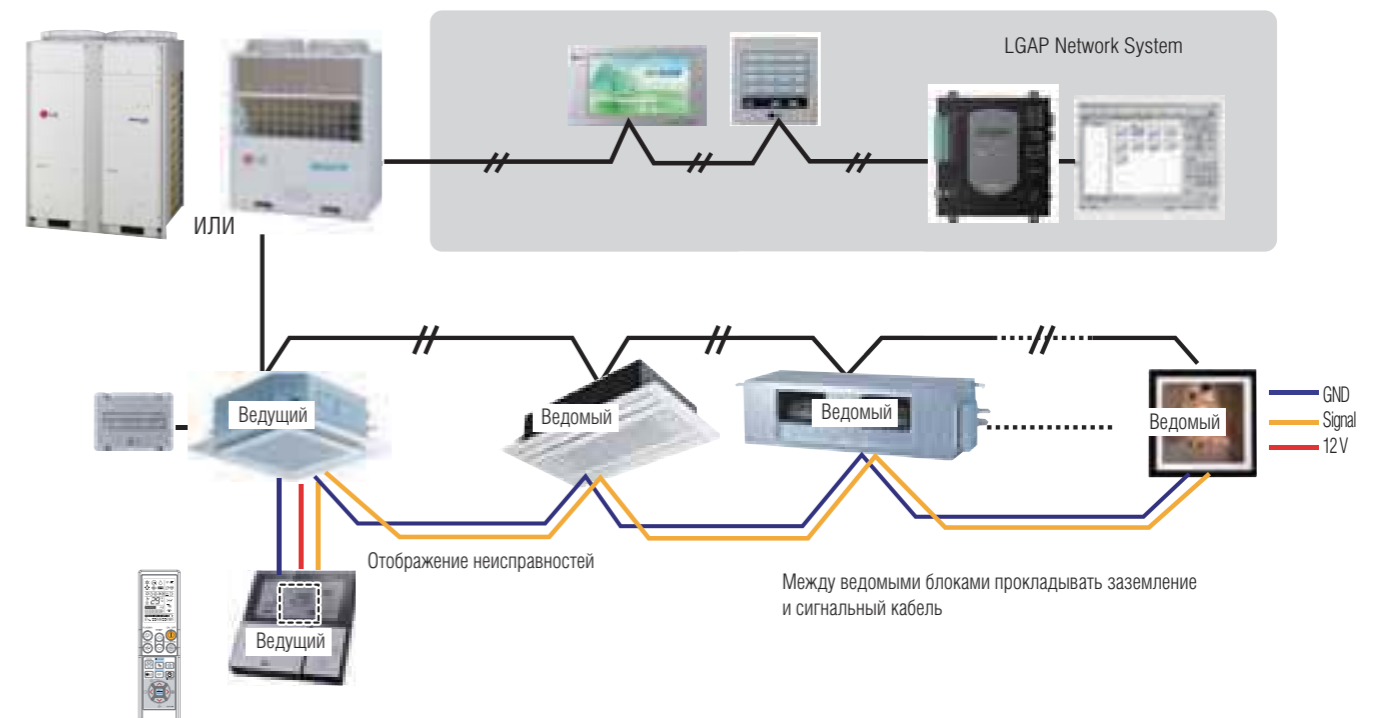 LGAP Network System
ИЛИ
Ведущий
Ведомый
Ведомый
Ведомый
GND
Signal
12 V
Отображение неисправностей
Между ведомыми блоками прокладывать заземление
и сигнальный кабель
Ведущий